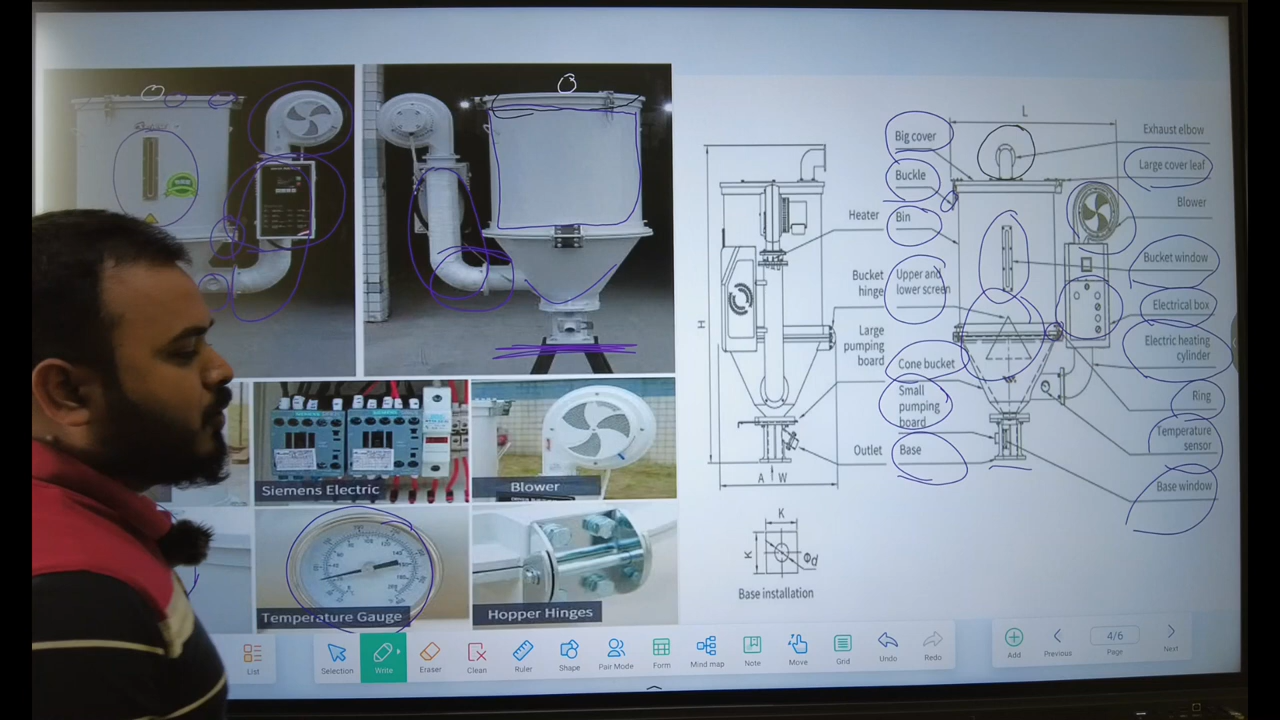 Siemens Electric
Blower
Temperature Gauge
Hopper Hinges
H
Heater
Bucket
hinge
Large
pumping
board
Outlet
A
W
K
K
Φd
Base installation
L
Big cover
Buckle
Bin
Upper and
lower screen
Cone bucket
Small
pumping
board
Base
Exhaust elbow
Large cover leaf
Blower
Bucket window
Electrical box
Electric heating
cylinder
Ring
Temperature
sensor
Base window
List
Selection
Write
Eraser
Clean
Ruler
Shape
Pair Mode
Form
Mind map
Note
Move
Grid
Undo
Redo
Add
Previous
4/6
Page
Next